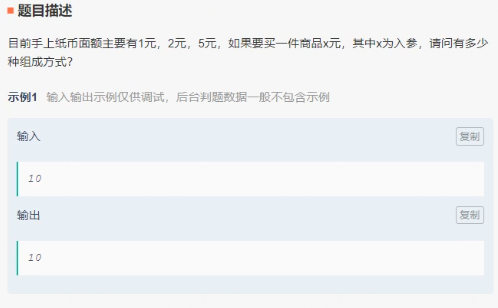 题目描述
目前手上纸币面额主要有1元，2元，5元，如果要买一件商品x元，其中x为入参，请问有多少
种组成方式？
示例1 输入输出示例仅供调试，后台判题数据一般不包含示例
输入 复制
10
输出 复制
10